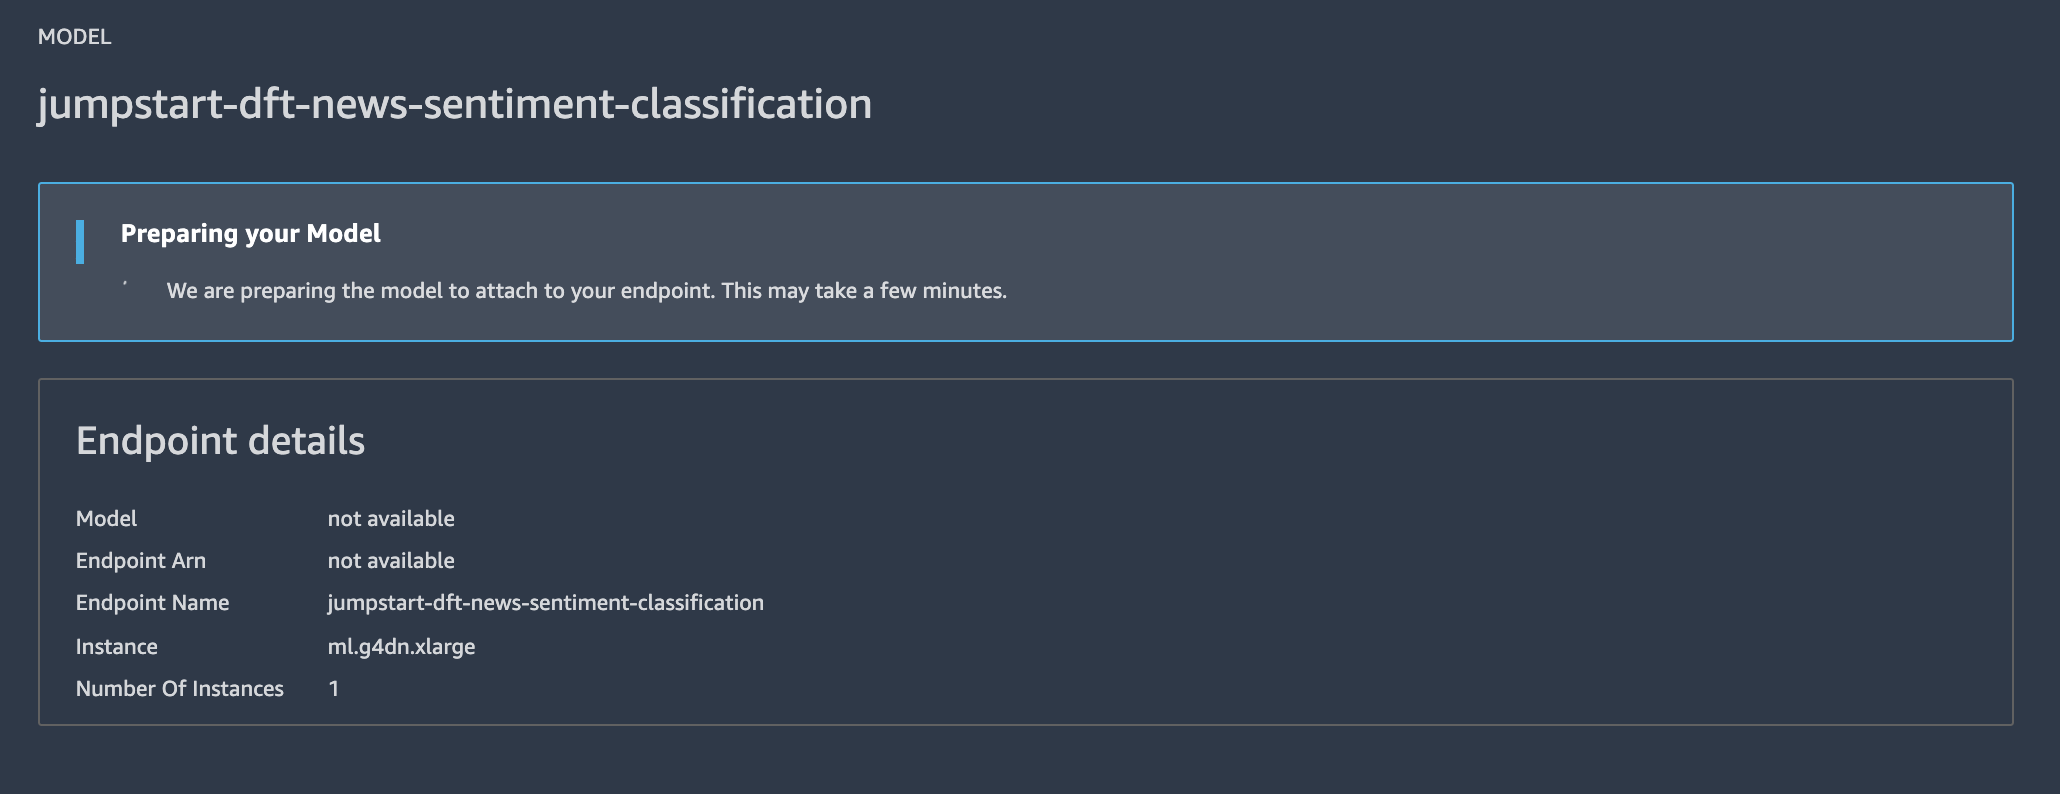 MODEL
jumpstart-dft-news-sentiment-classification
Preparing your Model
We are preparing the model to attach to your endpoint. This may take a few minutes.
Endpoint details
Model not available
Endpoint Arn not available
Endpoint Name jumpstart-dft-news-sentiment-classification
Instance ml.g4dn.xlarge
Number Of Instances 1